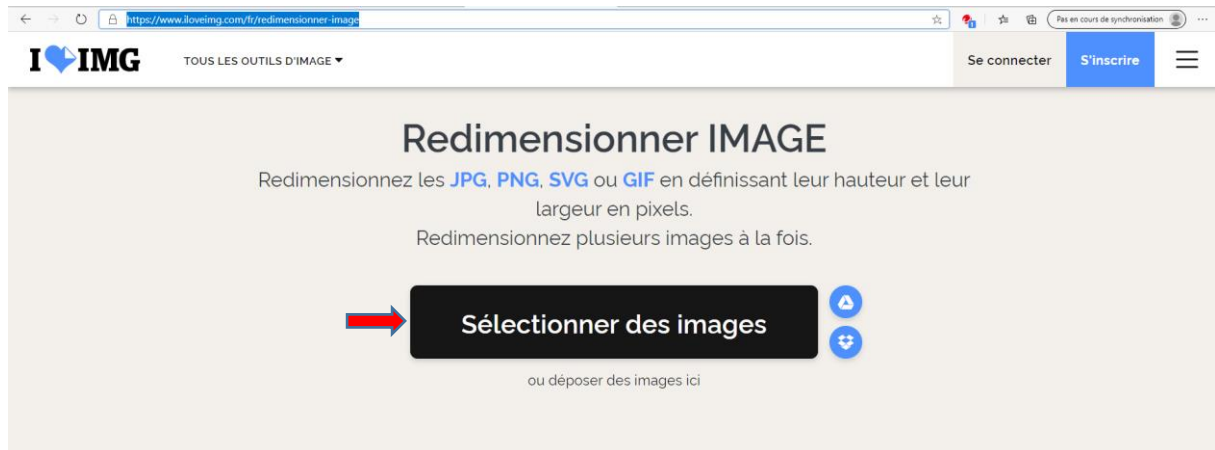 https://www.iloveimg.com/fr/redimensionner-image
Pas en cours de synchronisation
I IMG
TOUS LES OUTILS D'IMAGE
Se connecter
S'inscrire
Redimensionner IMAGE
Redimensionnez les JPG, PNG, SVG ou GIF en définissant leur hauteur et leur
largeur en pixels.
Redimensionnez plusieurs images à la fois.
Sélectionner des images
ou déposer des images ici